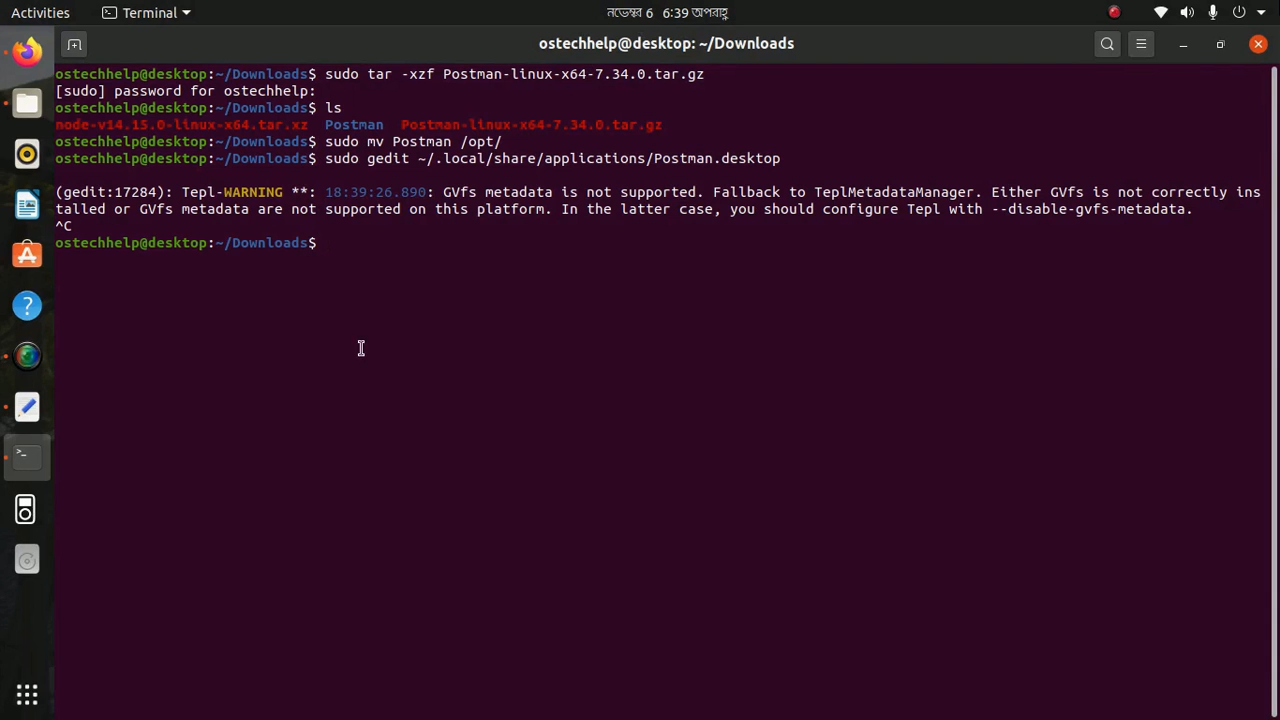 Activities
Terminal
নভেম্বর 6 6:39 অপরাহ্ণ
ostechhelp@desktop: ~/Downloads
ostechhelp@desktop:~/Downloads$ sudo tar -xzf Postman-linux-x64-7.34.0.tar.gz
[sudo] password for ostechhelp:
ostechhelp@desktop:~/Downloads$ ls
node-v14.15.0-linux-x64.tar.xz Postman Postman-linux-x64-7.34.0.tar.gz
ostechhelp@desktop:~/Downloads$ sudo mv Postman /opt/
ostechhelp@desktop:~/Downloads$ sudo gedit ~/.local/share/applications/Postman.desktop
(gedit:17284): Tepl-WARNING **: 18:39:26.890: GVfs metadata is not supported. Fallback to TeplMetadataManager. Either GVfs is not correctly ins
talled or GVfs metadata are not supported on this platform. In the latter case, you should configure Tepl with --disable-gvfs-metadata.
^C
ostechhelp@desktop:~/Downloads$